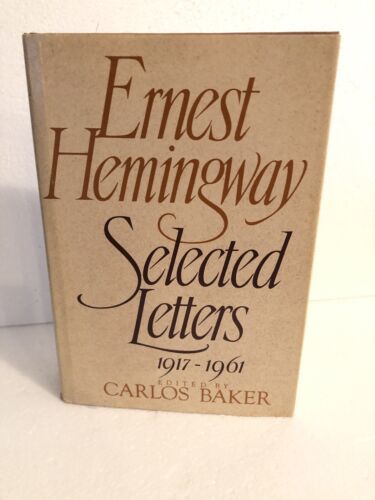 Ernest
Hemingway
Selected
Letters
1917-1961
EDITED BY
CARLOS BAKER